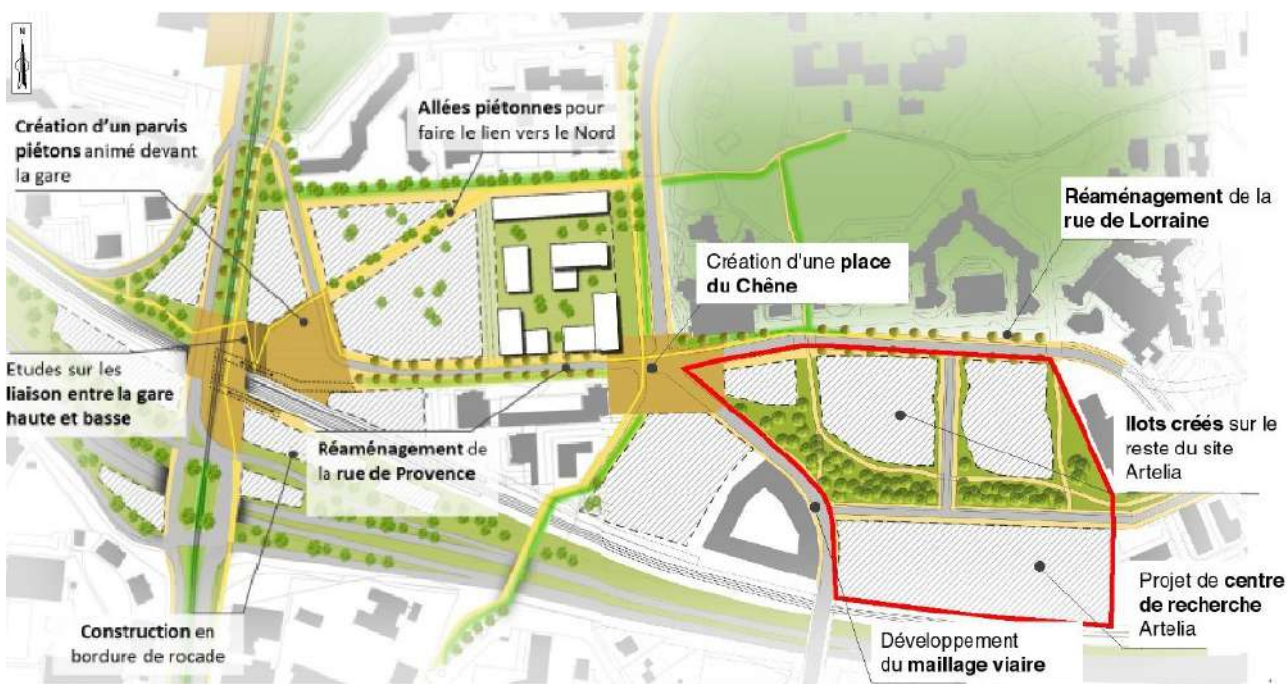 N
Création d'un parvis
piétons animé devant
la gare
Allées piétonnes pour
faire le lien vers le Nord
Réaménagement de la
rue de Lorraine
Création d'une place
du Chêne
Etudes sur les
liaison entre la gare
haute et basse
Réaménagement de
la rue de Provence
Ilots créés sur le
reste du site
Artelia
Projet de centre
de recherche
Artelia
Construction en
bordure de rocade
Développement
du maillage viaire